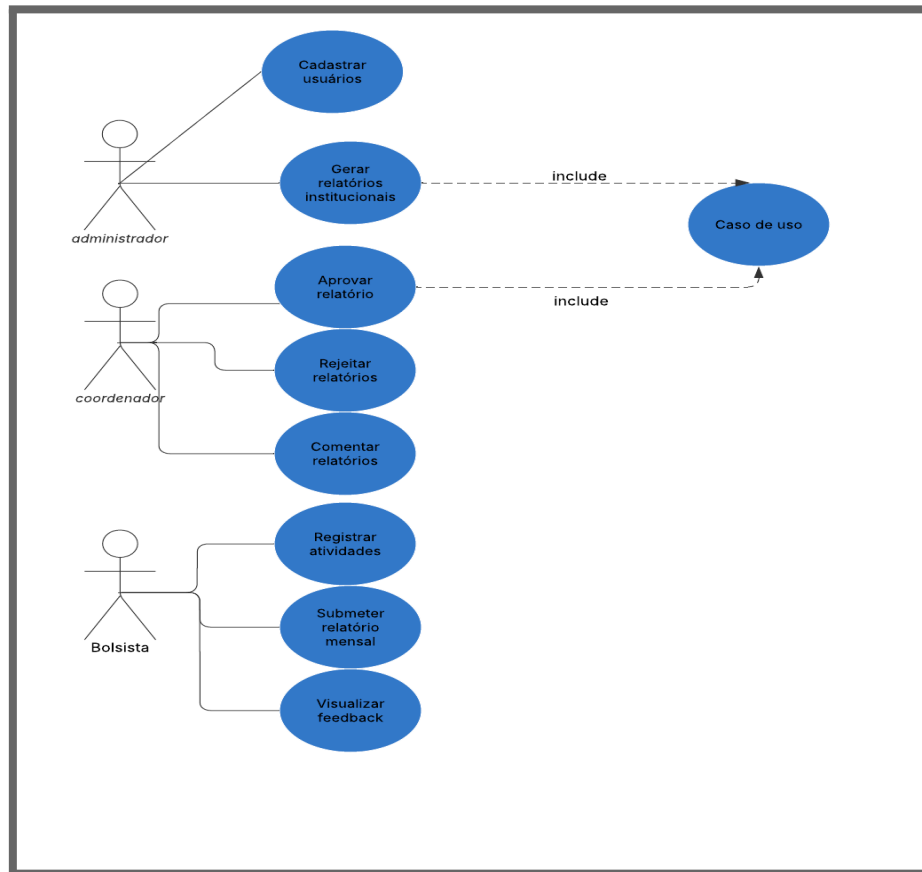 Cadastrar
usuários
Gerar
relatórios
institucionais
include
Caso de uso
administrador
Aprovar
relatório
include
Rejeitar
relatórios
coordenador
Comentar
relatórios
Registrar
atividades
Submeter
relatório
mensal
Bolsista
Visualizar
feedback